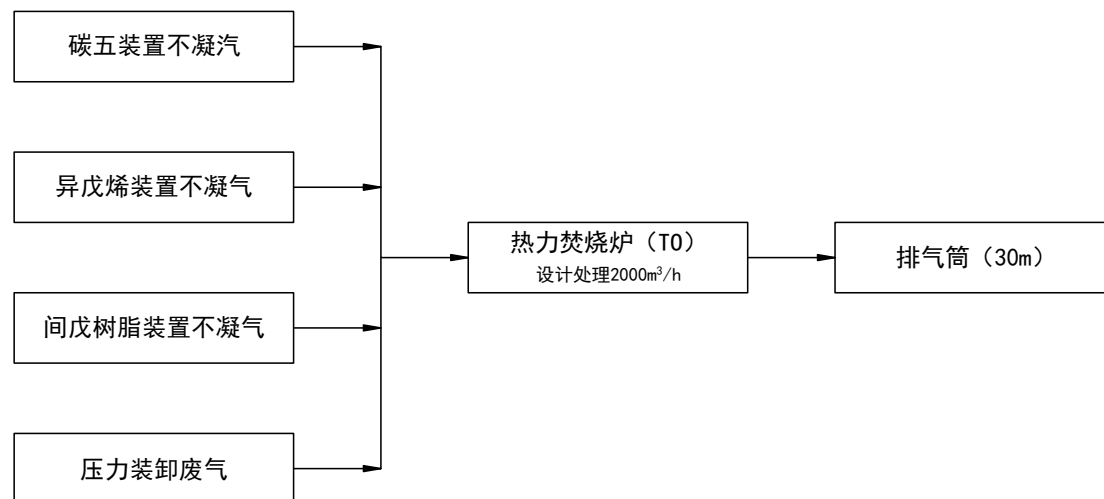 碳五装置不凝汽
异戊烯装置不凝气
间戊树脂装置不凝气
压力装卸废气
热力焚烧炉（TO）
设计处理2000m³/h
排气筒（30m）